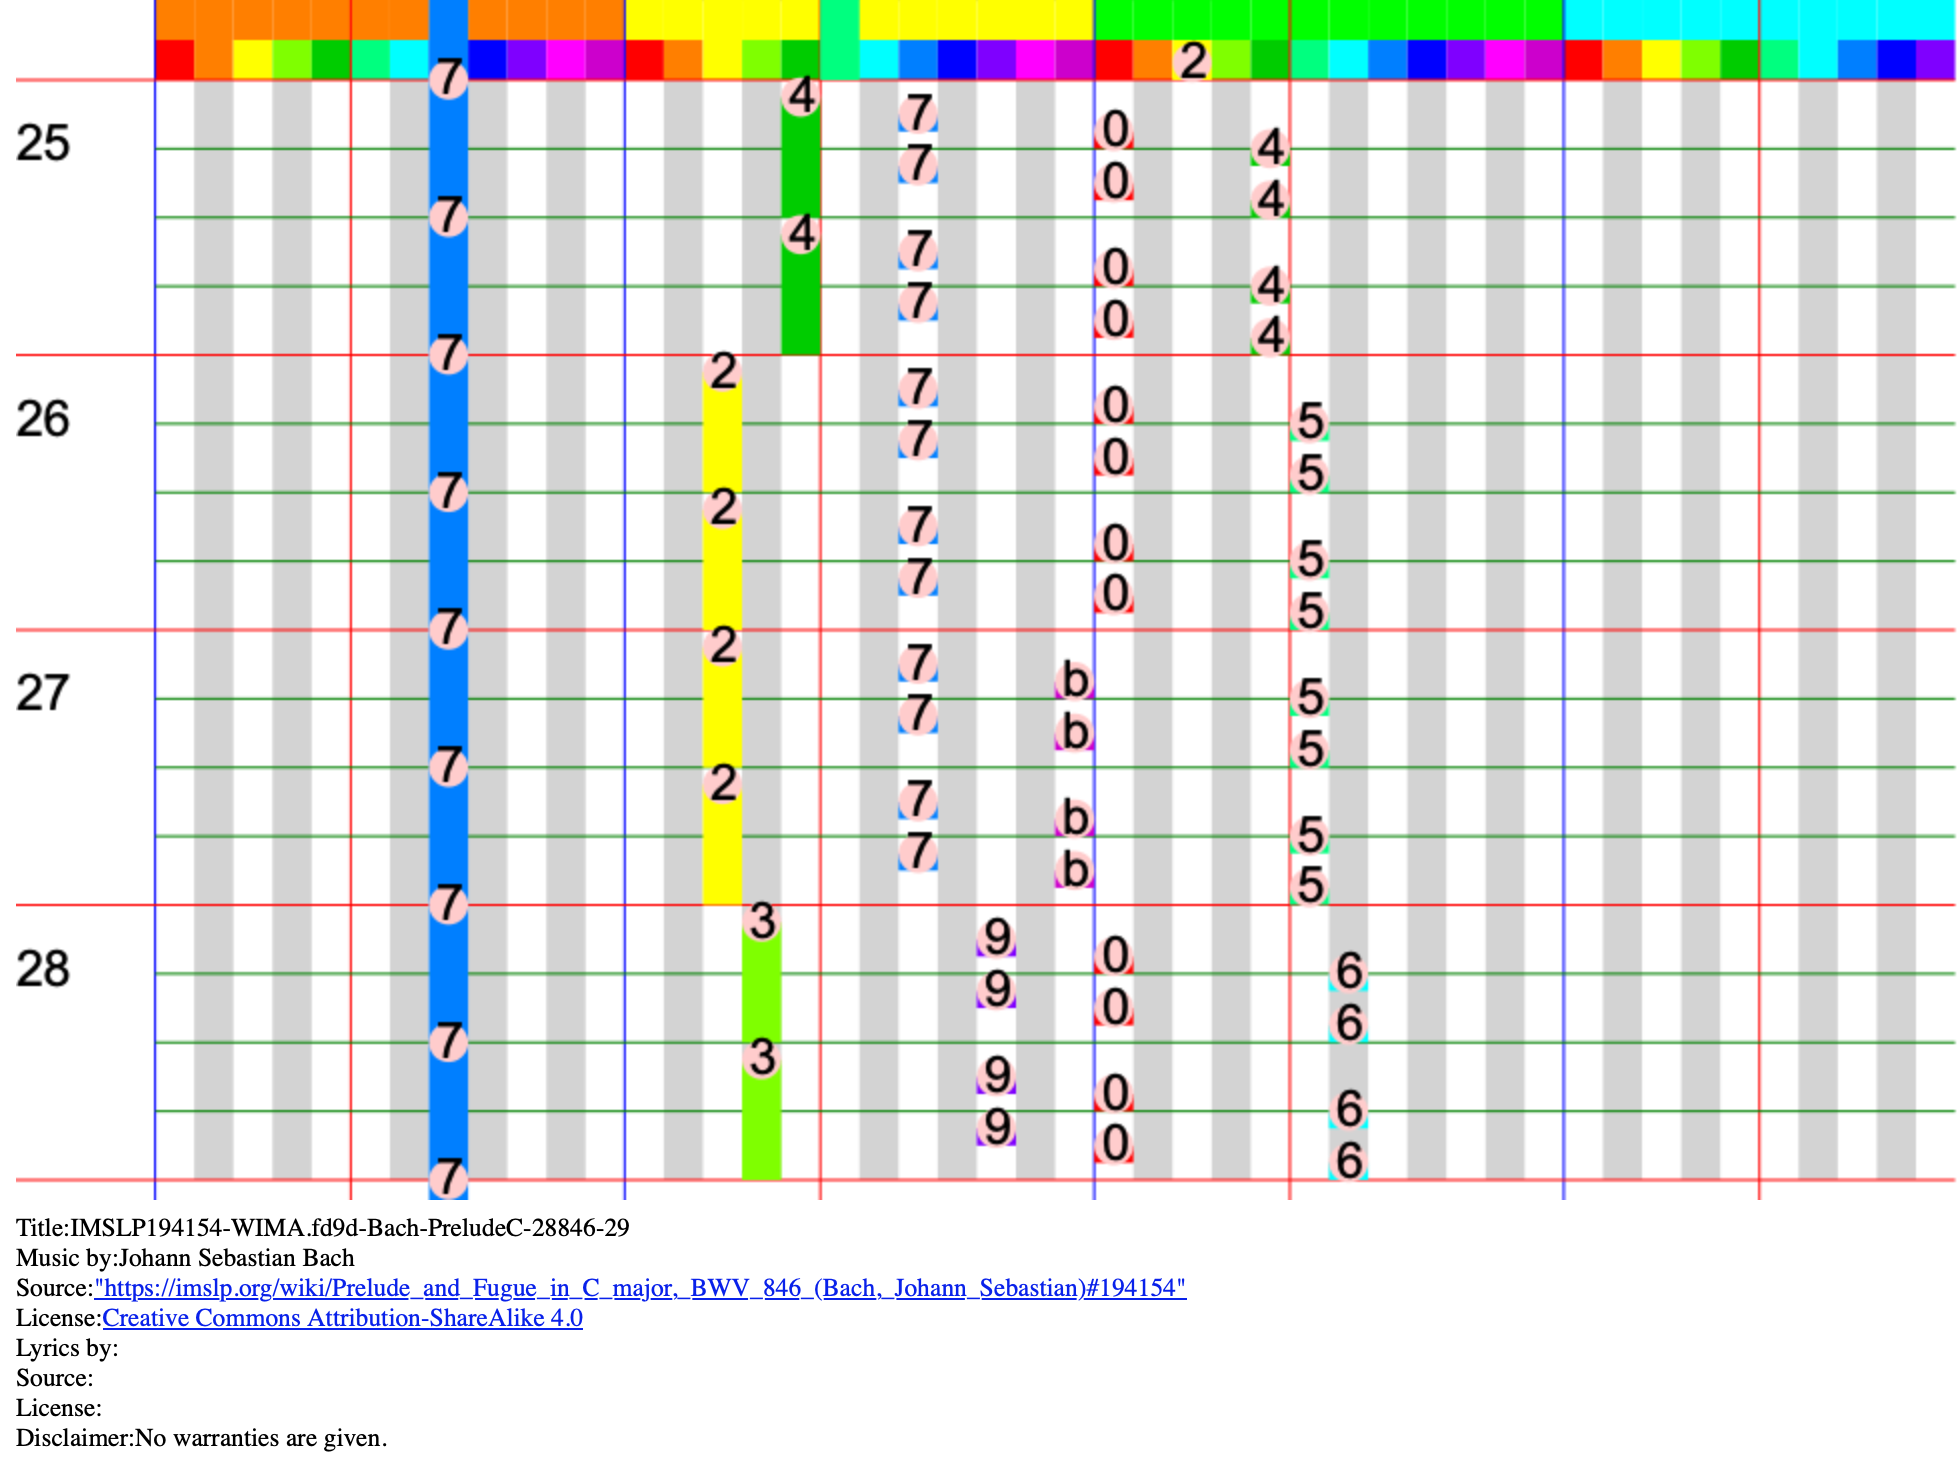 2
7
4
7 0 4
25
7 0 4
7
4
7 0 4
7 0 4
7
2
7 0 5
26
7 0 5
7
2
7 0 5
7 0 5
7
2
7 b 5
27
7 b 5
7
2
7 b 5
7 b 5
7
3
9 0 6
28
9 0 6
7
3
9 0 6
9 0 6
7
Title:IMSLP194154-WIMA.fd9d-Bach-PreludeC-28846-29
Music by:Johann Sebastian Bach
Source:"https://imslp.org/wiki/Prelude_and_Fugue_in_C_major,_BWV_846_(Bach,_Johann_Sebastian)#194154"
License:Creative Commons Attribution-ShareAlike 4.0
Lyrics by:
Source:
License:
Disclaimer:No warranties are given.